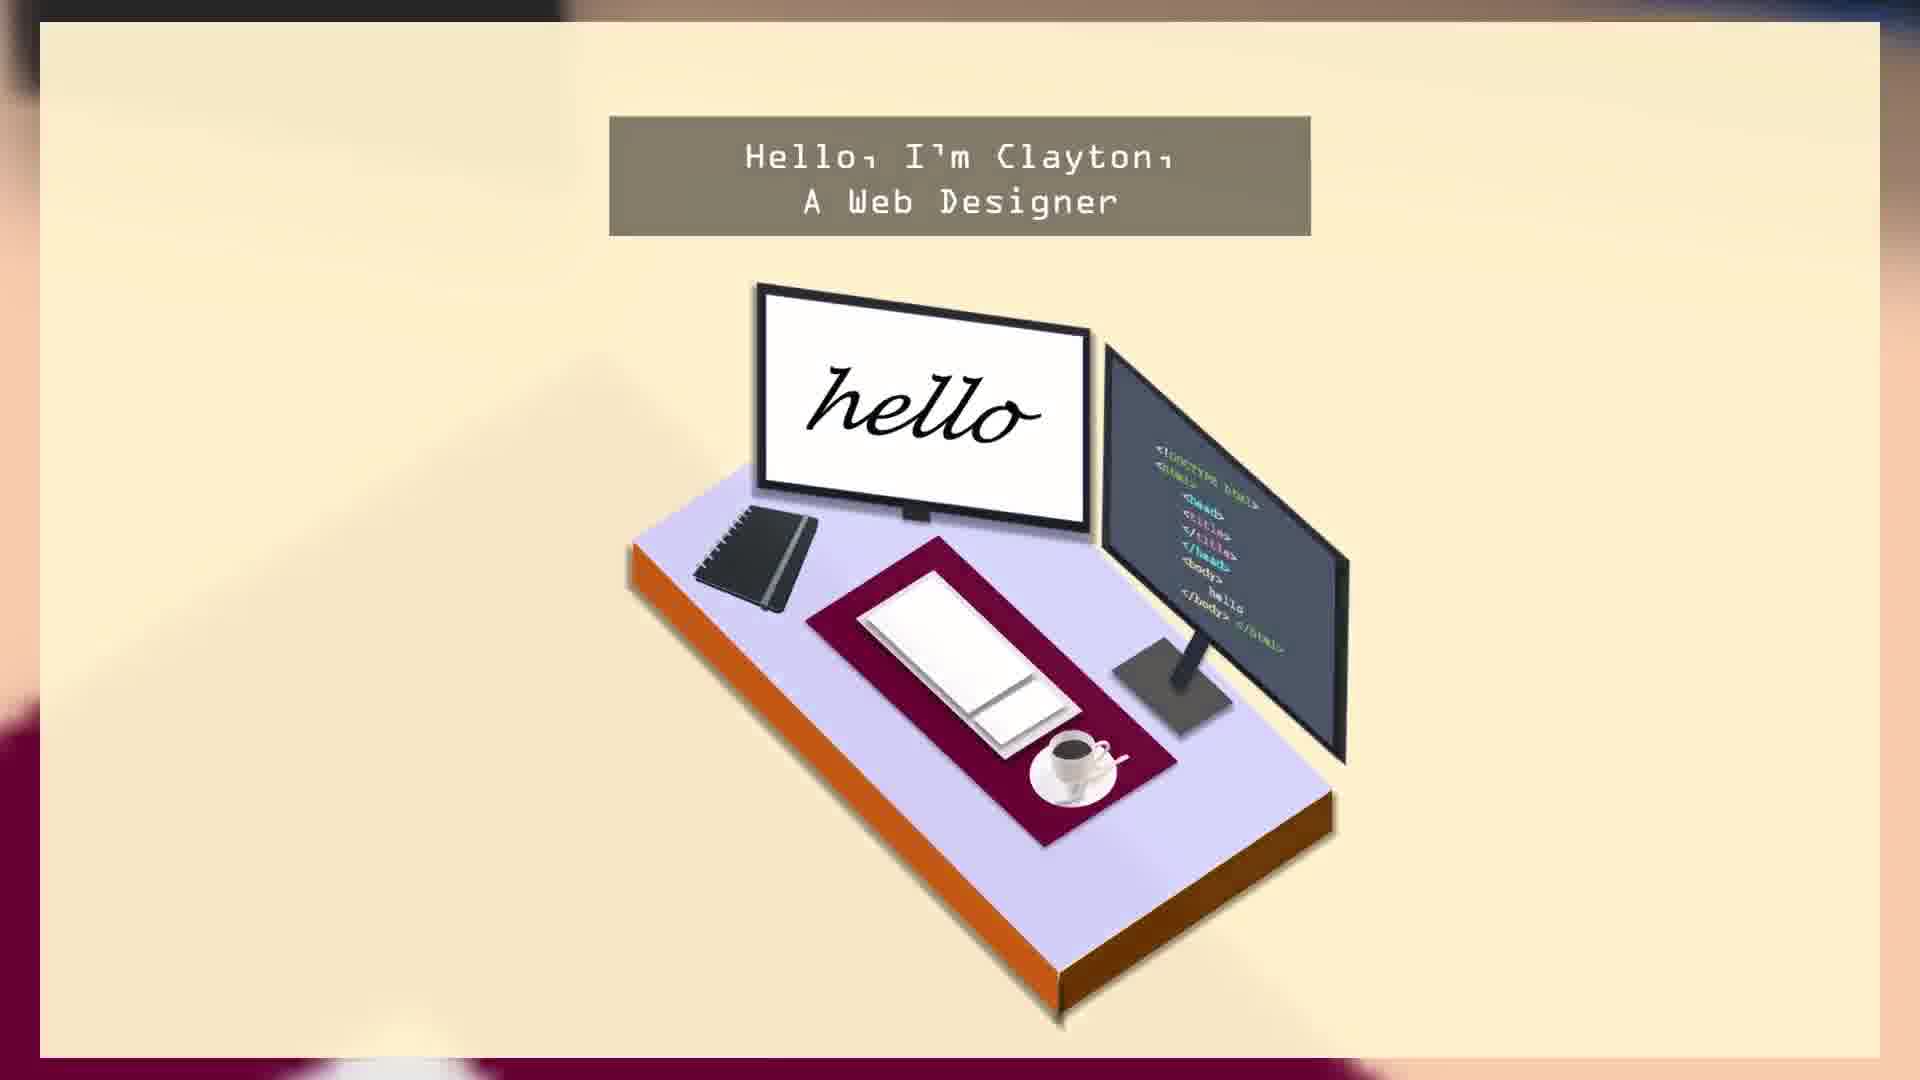 Hello, I'm Clayton,
A Web Designer
hello
<!DOCTYPE html>
<html>
<head>
<title>
</title>
</head>
<body>
hello
</body> </html>